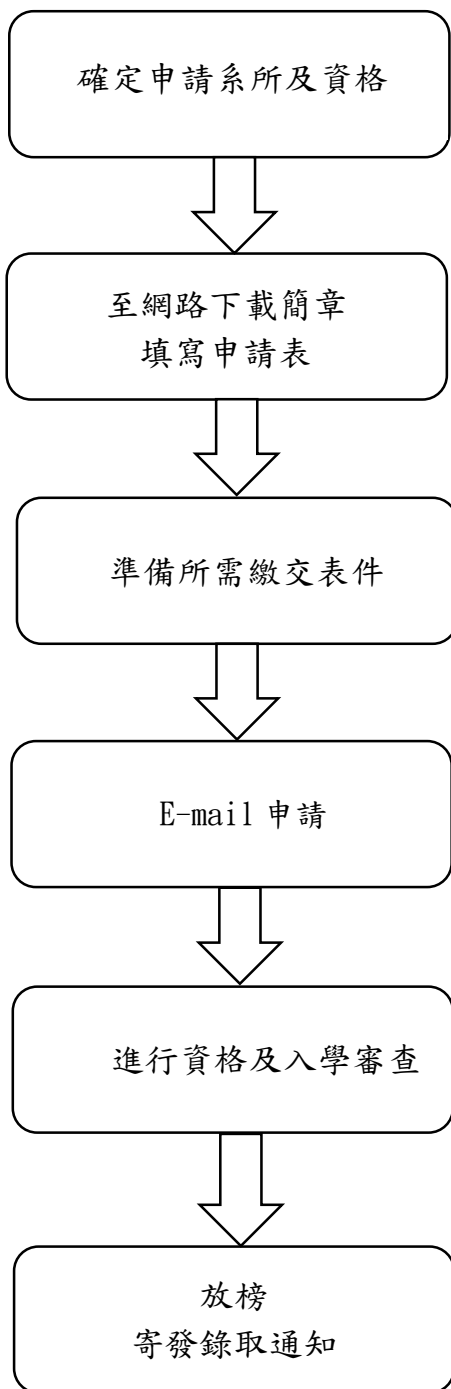 確定申請系所及資格
至網路下載簡章
填寫申請表
準備所需繳交表件
E-mail 申請
進行資格及入學審查
放榜
寄發錄取通知